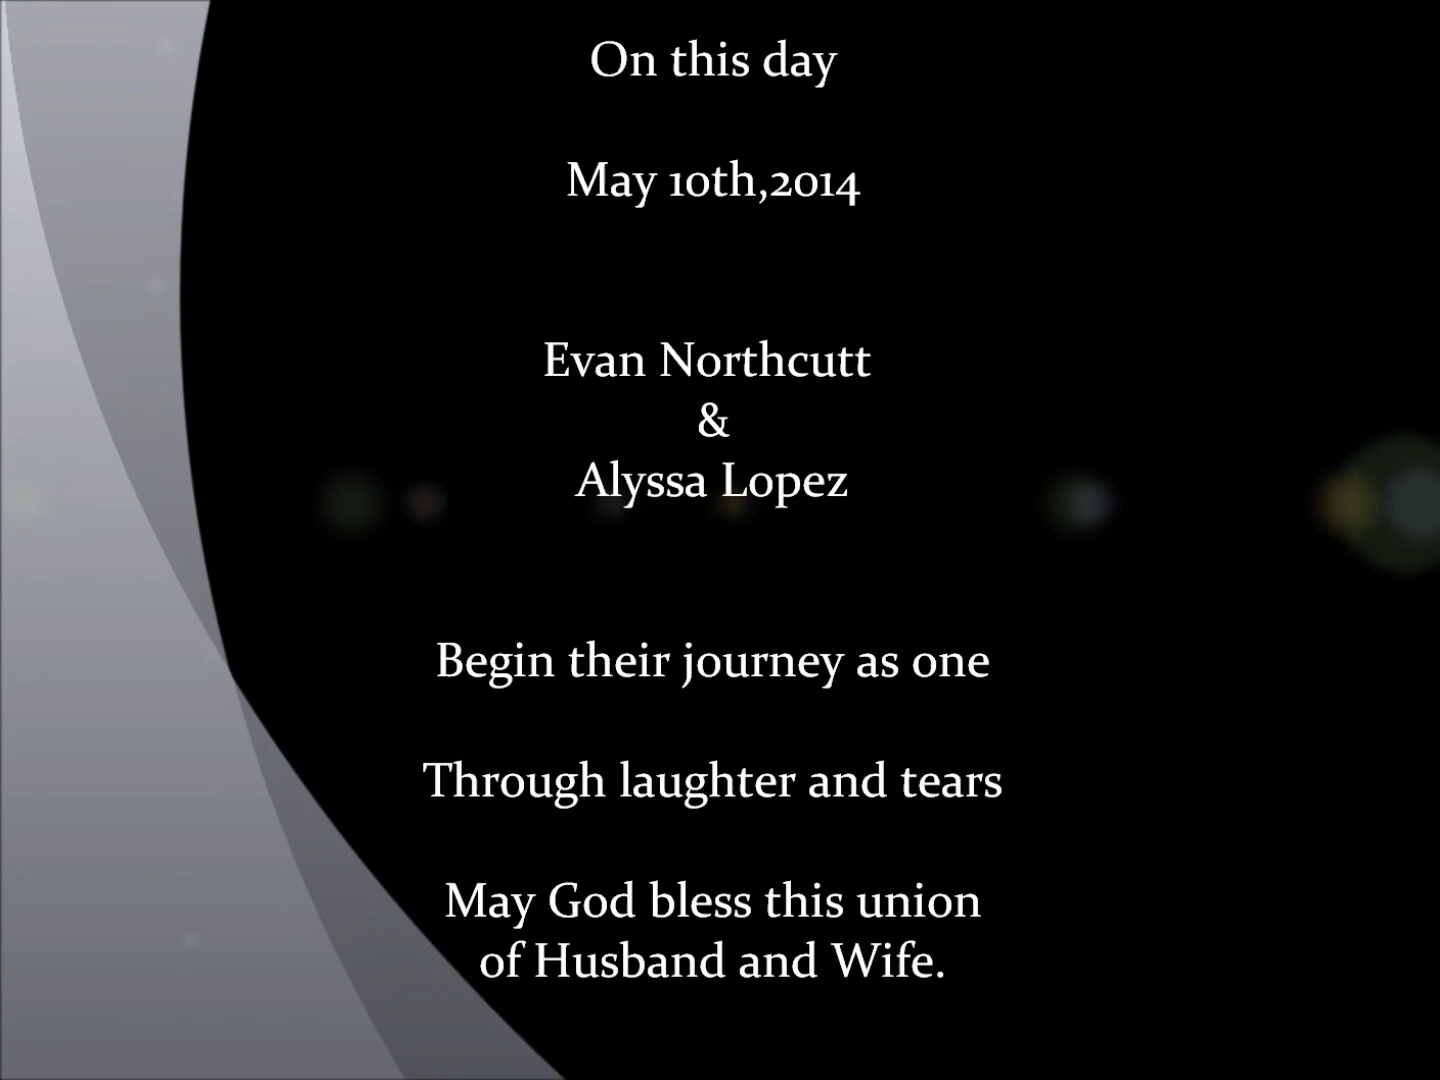 On this day
May 10th,2014
Evan Northcutt
&
Alyssa Lopez
Begin their journey as one
Through laughter and tears
May God bless this union
of Husband and Wife.